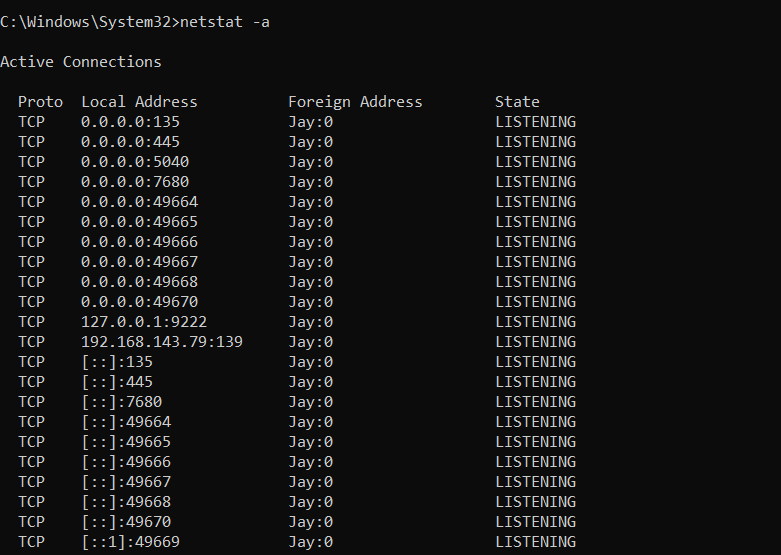 C:\Windows\System32>netstat -a
Active Connections
Proto  Local Address          Foreign Address        State
TCP    0.0.0.0:135            Jay:0                  LISTENING
TCP    0.0.0.0:445            Jay:0                  LISTENING
TCP    0.0.0.0:5040           Jay:0                  LISTENING
TCP    0.0.0.0:7680           Jay:0                  LISTENING
TCP    0.0.0.0:49664          Jay:0                  LISTENING
TCP    0.0.0.0:49665          Jay:0                  LISTENING
TCP    0.0.0.0:49666          Jay:0                  LISTENING
TCP    0.0.0.0:49667          Jay:0                  LISTENING
TCP    0.0.0.0:49668          Jay:0                  LISTENING
TCP    0.0.0.0:49670          Jay:0                  LISTENING
TCP    127.0.0.1:9222         Jay:0                  LISTENING
TCP    192.168.143.79:139     Jay:0                  LISTENING
TCP    [::]:135               Jay:0                  LISTENING
TCP    [::]:445               Jay:0                  LISTENING
TCP    [::]:7680              Jay:0                  LISTENING
TCP    [::]:49664             Jay:0                  LISTENING
TCP    [::]:49665             Jay:0                  LISTENING
TCP    [::]:49666             Jay:0                  LISTENING
TCP    [::]:49667             Jay:0                  LISTENING
TCP    [::]:49668             Jay:0                  LISTENING
TCP    [::]:49670             Jay:0                  LISTENING
TCP    [::1]:49669            Jay:0                  LISTENING